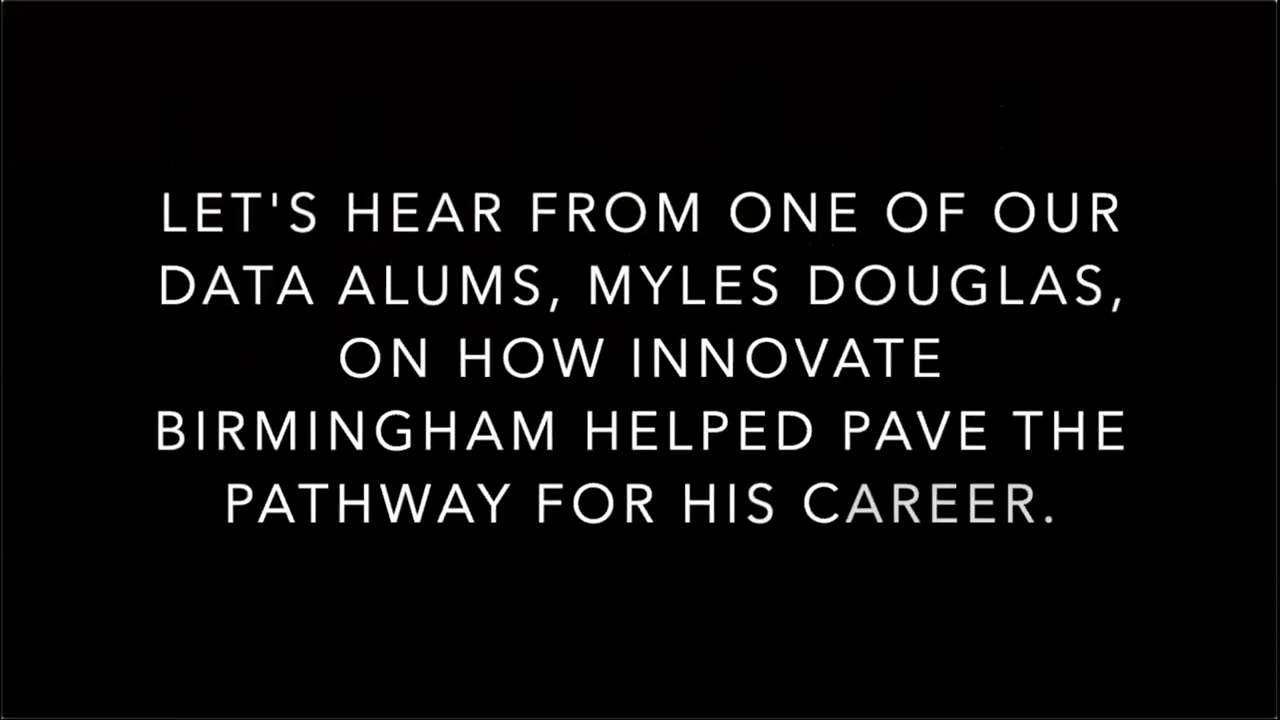 LET'S HEAR FROM ONE OF OUR
DATA ALUMS, MYLES DOUGLAS,
ON HOW INNOVATE
BIRMINGHAM HELPED PAVE THE
PATHWAY FOR HIS CAREER.